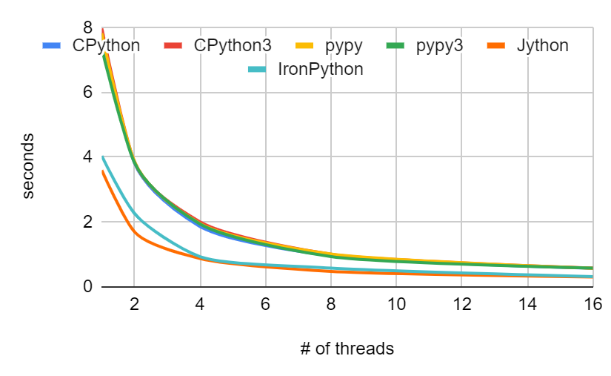 8
CPython CPython3 pypy pypy3 Jython
IronPython
6
seconds
4
2
0
2 4 6 8 10 12 14 16
# of threads